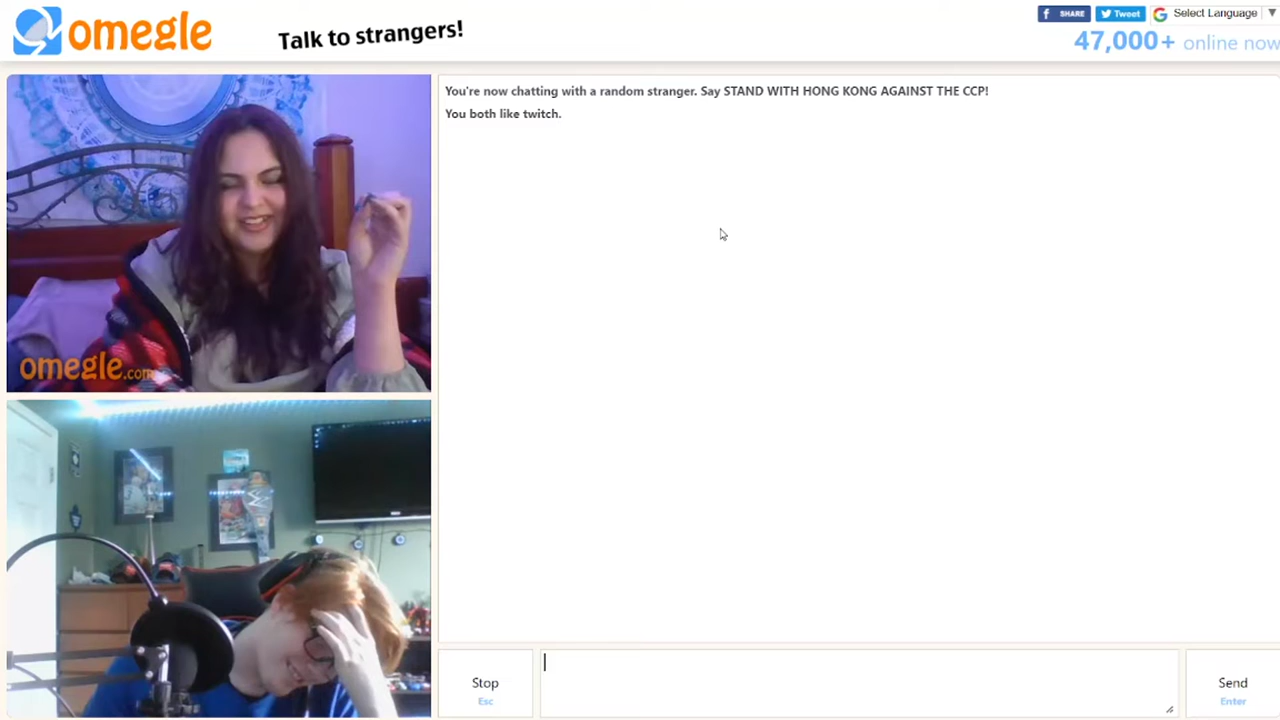 omegle
Talk to strangers!
f SHARE
Tweet
G Select Language ▼
47,000+ online now
You're now chatting with a random stranger. Say STAND WITH HONG KONG AGAINST THE CCP!
You both like twitch.
omegle.com
Stop
Esc
Send
Enter